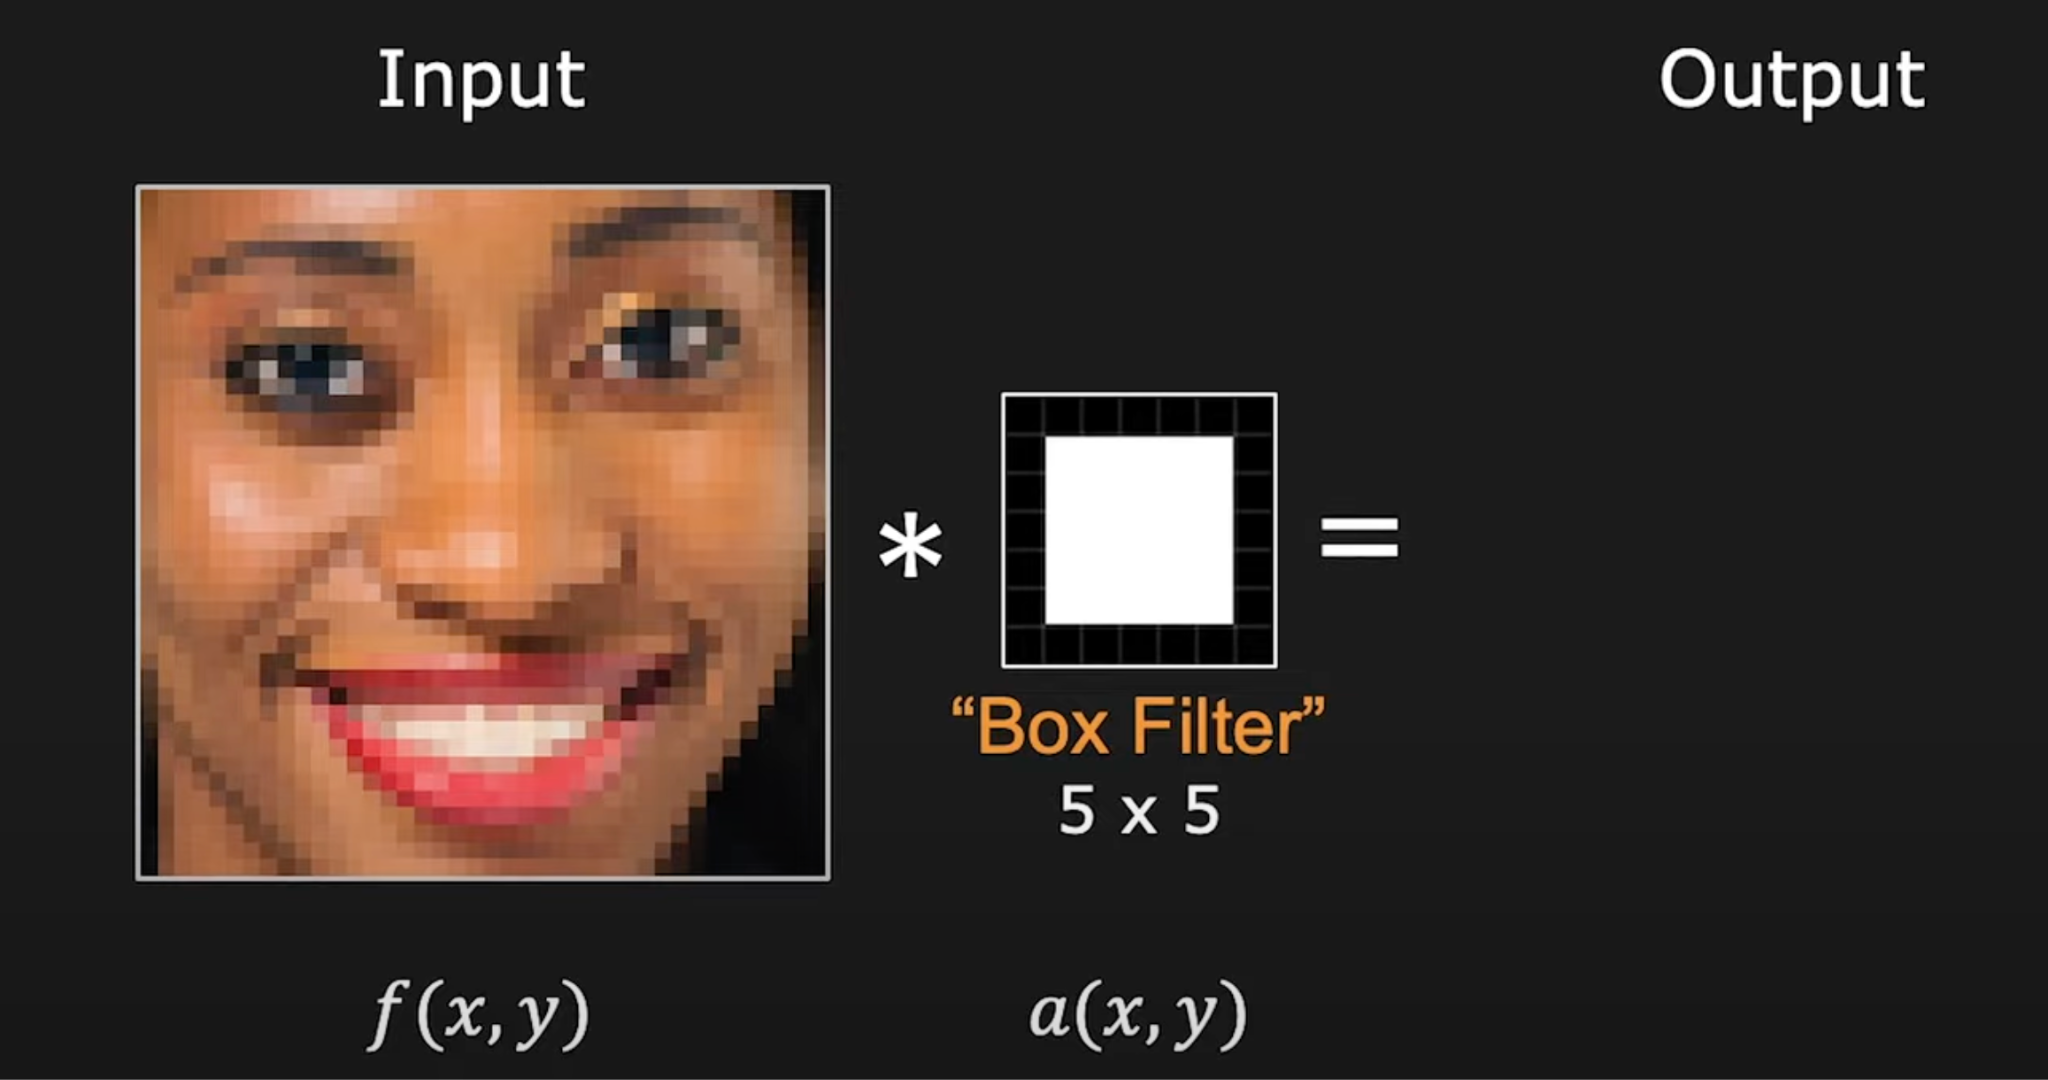 Input
Output
*
=
“Box Filter”
5 x 5
f(x, y)
a(x, y)